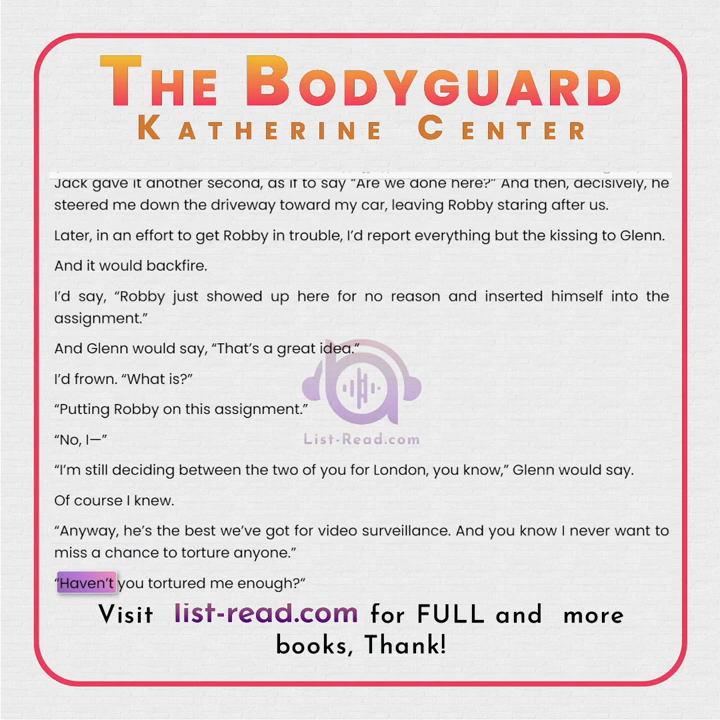 THE BODYGUARD
KATHERINE CENTER
Jack gave it another second, as if to say “Are we done here?” And then, decisively, he
steered me down the driveway toward my car, leaving Robby staring after us.
Later, in an effort to get Robby in trouble, I’d report everything but the kissing to Glenn.
And it would backfire.
I’d say, “Robby just showed up here for no reason and inserted himself into the
assignment.”
And Glenn would say, “That’s a great idea.”
I’d frown. “What is?”
“Putting Robby on this assignment.”
“No, I—”
List-Read.com
“I’m still deciding between the two of you for London, you know,” Glenn would say.
Of course I knew.
“Anyway, he’s the best we’ve got for video surveillance. And you know I never want to
miss a chance to torture anyone.”
“Haven’t you tortured me enough?”
Visit list-read.com for FULL and more
books, Thank!